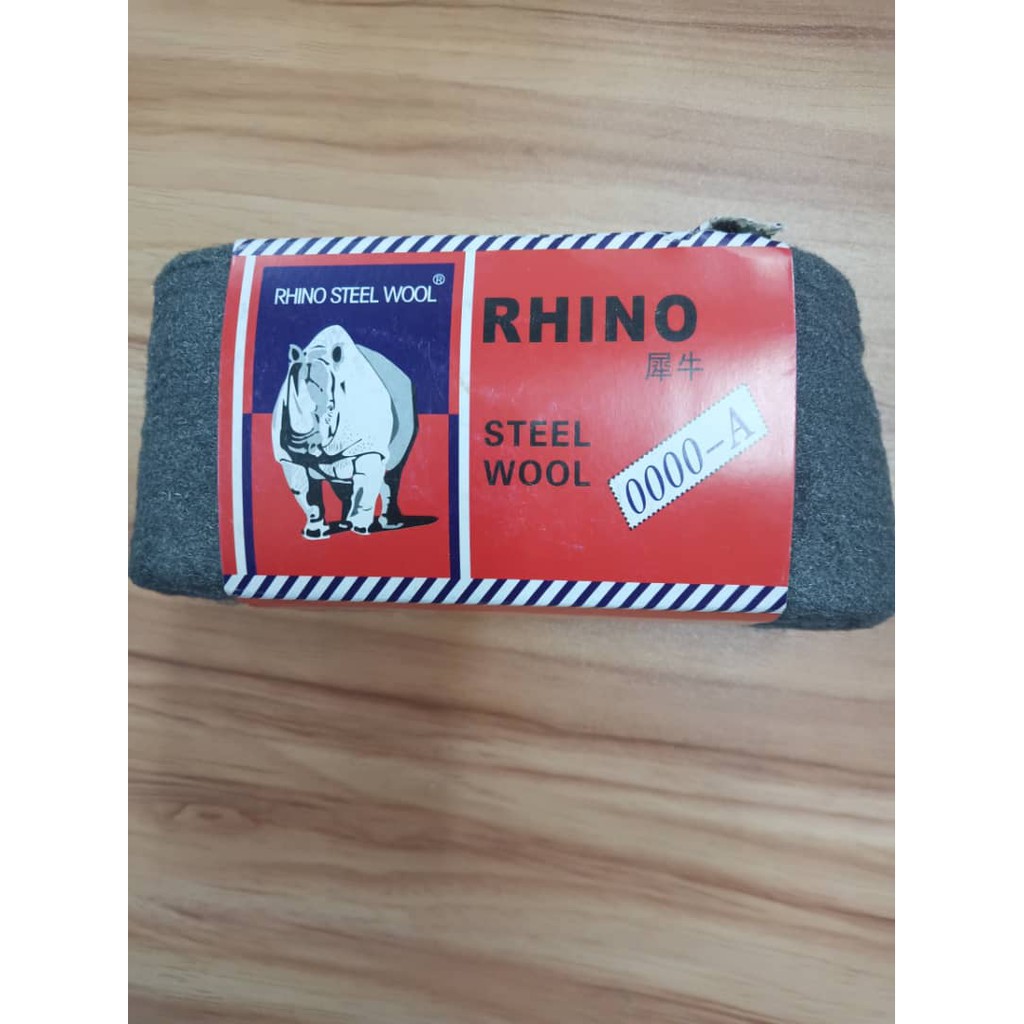 RHINO STEEL WOOL®
RHINO
犀牛
STEEL
WOOL
0000-A